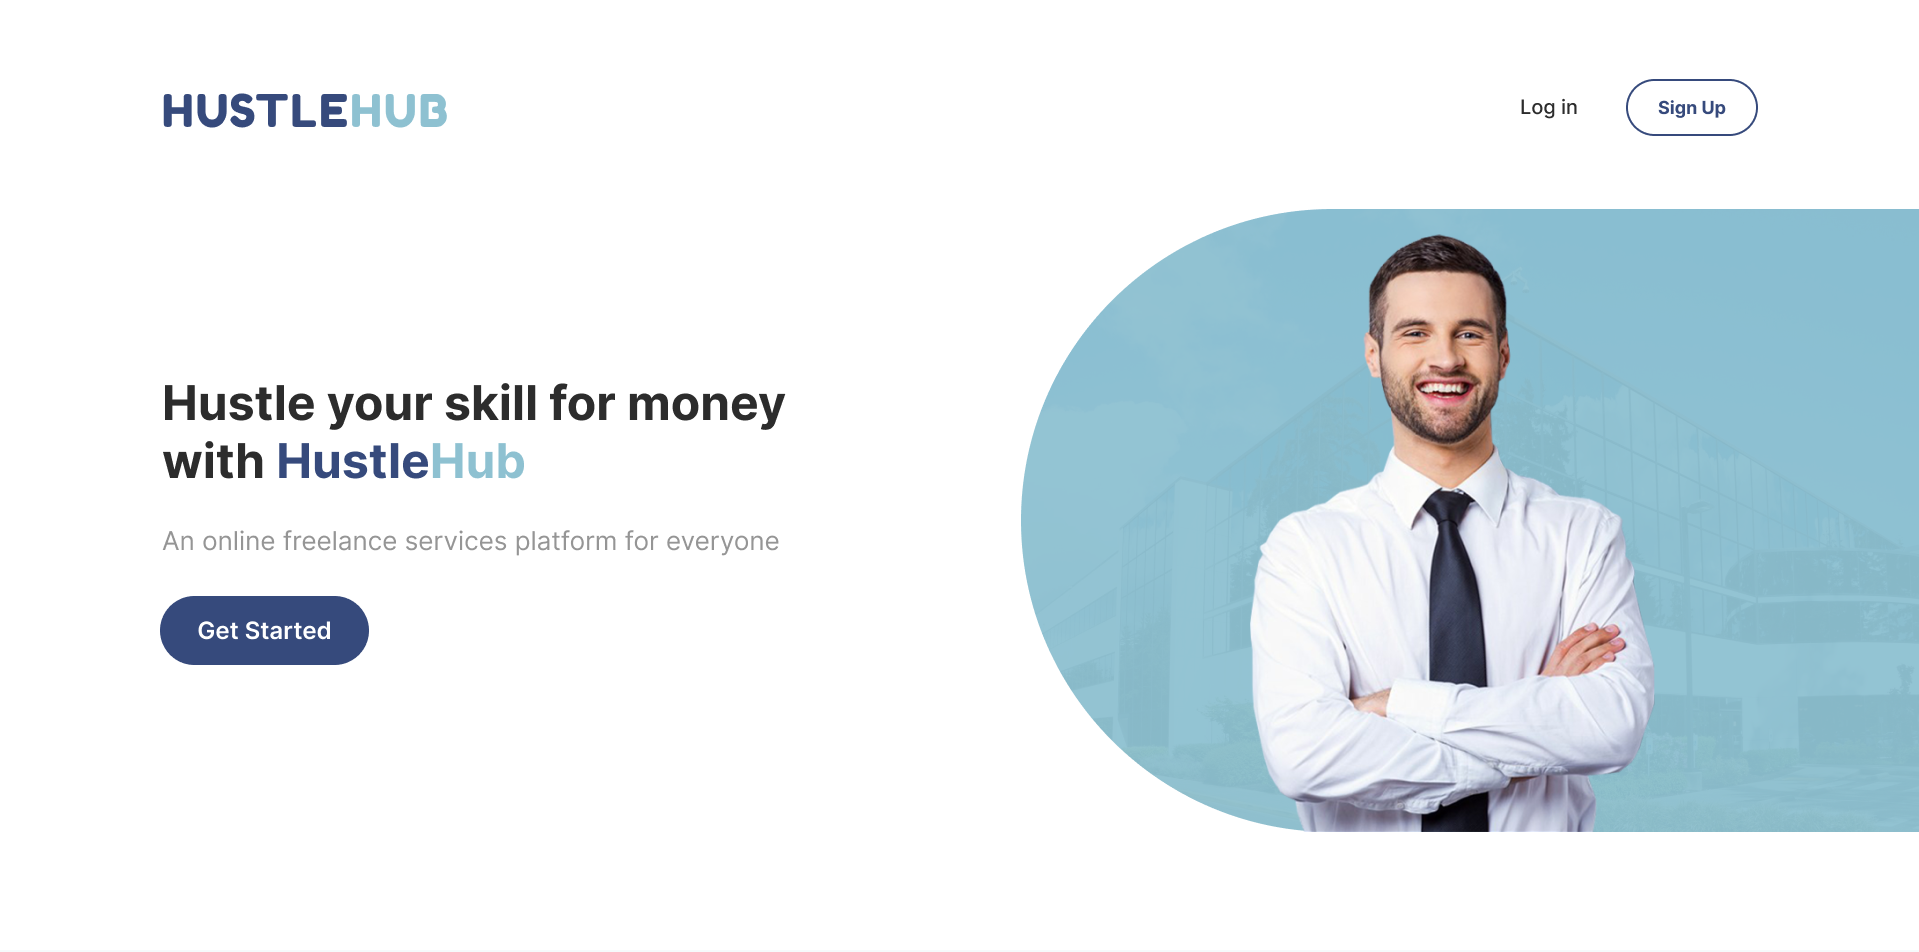 HUSTLEHUB
Log in
Sign Up
Hustle your skill for money
with HustleHub
An online freelance services platform for everyone
Get Started